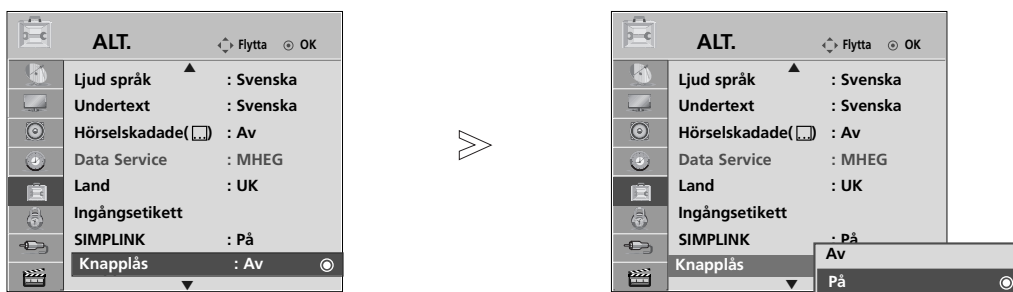 ALT. Flytta OK
Ljud språk : Svenska
Undertext : Svenska
Hörselskadade( ) : Av
Data Service : MHEG
Land : UK
Ingångsetikett
SIMPLINK : På
Knapplås : Av
ALT. Flytta OK
Ljud språk : Svenska
Undertext : Svenska
Hörselskadade( ) : Av
Data Service : MHEG
Land : UK
Ingångsetikett
SIMPLINK : På
Knapplås
Av
På